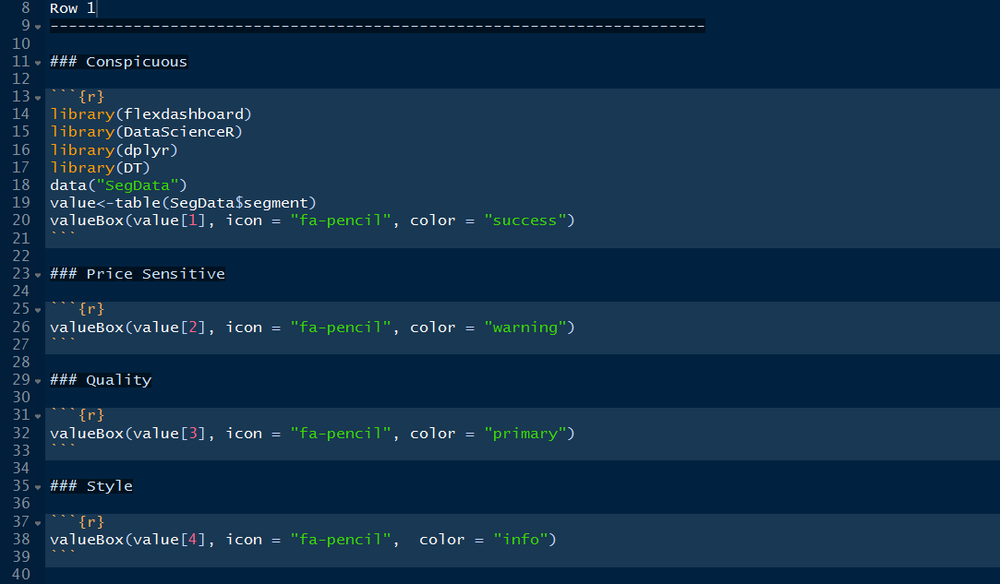 8 Row 1
9 -----------------------------------------------------------------------
10
11 ### Conspicuous
12
13 ```{r}
14 library(flexdashboard)
15 library(DataScienceR)
16 library(dplyr)
17 library(DT)
18 data("SegData")
19 value<-table(SegData$segment)
20 valueBox(value[1], icon = "fa-pencil", color = "success")
21 ```
22
23 ### Price Sensitive
24
25 ```{r}
26 valueBox(value[2], icon = "fa-pencil", color = "warning")
27 ```
28
29 ### Quality
30
31 ```{r}
32 valueBox(value[3], icon = "fa-pencil", color = "primary")
33 ```
34
35 ### Style
36
37 ```{r}
38 valueBox(value[4], icon = "fa-pencil",  color = "info")
39 ```
40